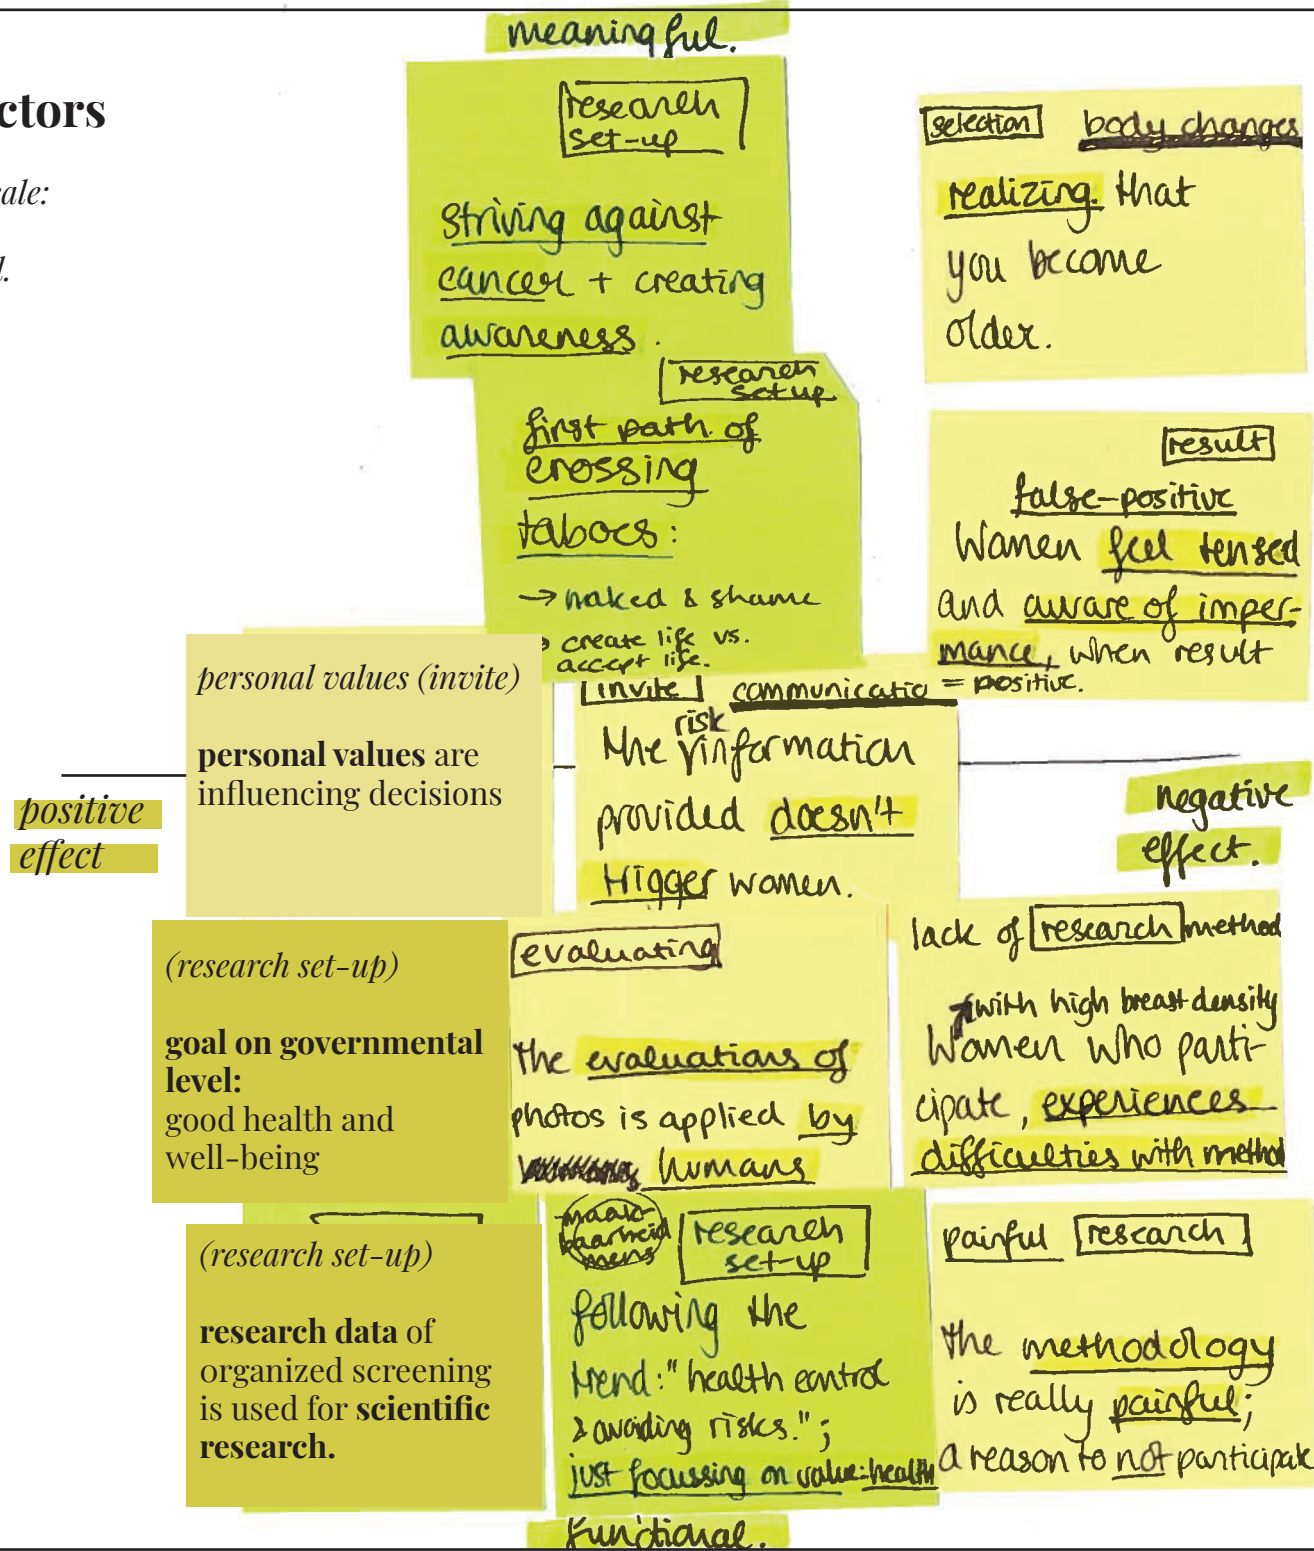 meaningful.
ctors
ale:
l.
research
set-up
striving against
cancer + creating
awareness.
selection body changes
realizing. that
you become
older.
research
set up
first path of
crossing
taboes:
→ naked & shame
→ create life vs.
accept life.
result
false-positive
Women feel tensed
and aware of imper-
mance, when result
= positive.
personal values (invite)
personal values are
influencing decisions
invite communicatio
risk
the information
provided doesn't
trigger women.
positive
effect
negative
effect.
(research set-up)
goal on governmental
level:
good health and
well-being
evaluating
the evaluations of
photos is applied by
humans
lack of research method
with high breast density
Women who parti-
cipate, experiences
difficulties with method
(research set-up)
research data of
organized screening
is used for scientific
research.
maak-
baarheid
mens
research
set-up
following the
trend: "health control
& avoiding risks.";
just focussing on value: health
painful research
the methodology
is really painful;
a reason to not participate
functional.